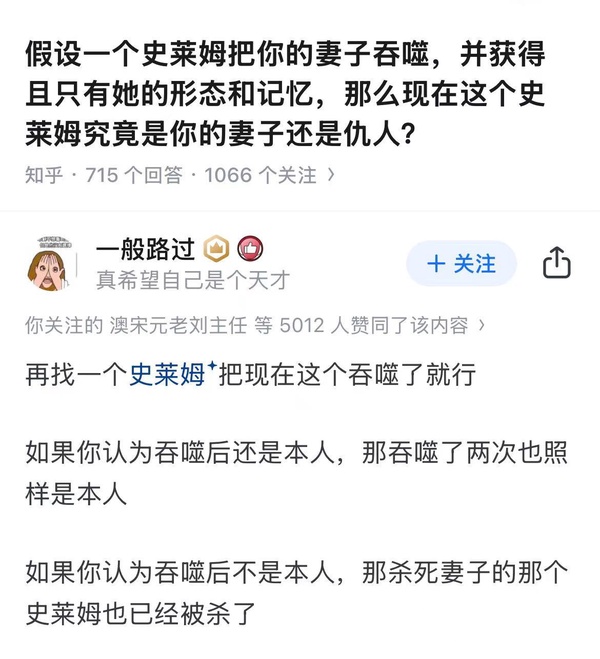 假设一个史莱姆把你的妻子吞噬，并获得
且只有她的形态和记忆，那么现在这个史
莱姆究竟是你的妻子还是仇人？
知乎 · 715 个回答 · 1066 个关注 〉
一般路过
真希望自己是个天才
＋ 关注
你关注的 澳宋元老刘主任 等 5012 人赞同了该内容 〉
再找一个史莱姆把现在这个吞噬了就行
如果你认为吞噬后还是本人，那吞噬了两次也照
样是本人
如果你认为吞噬后不是本人，那杀死妻子的那个
史莱姆也已经被杀了